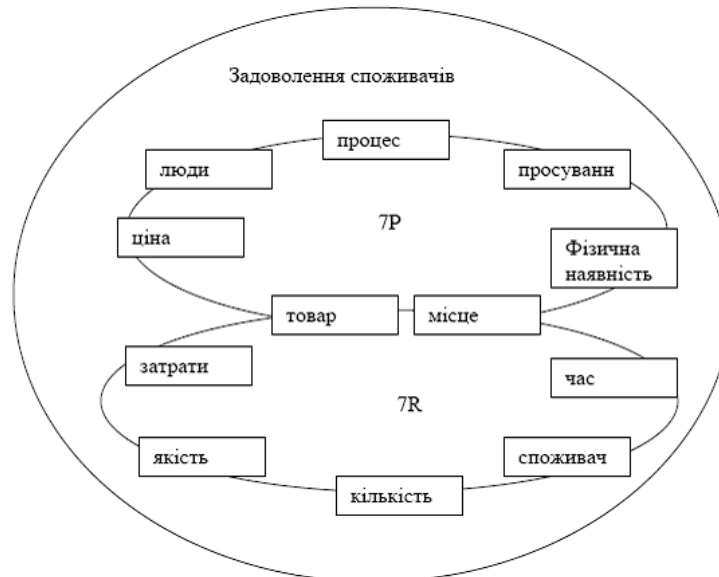 Задоволення споживачів
процес
люди
просуванн
7P
ціна
Фізична
наявність
товар
місце
затрати
час
7R
якість
споживач
кількість